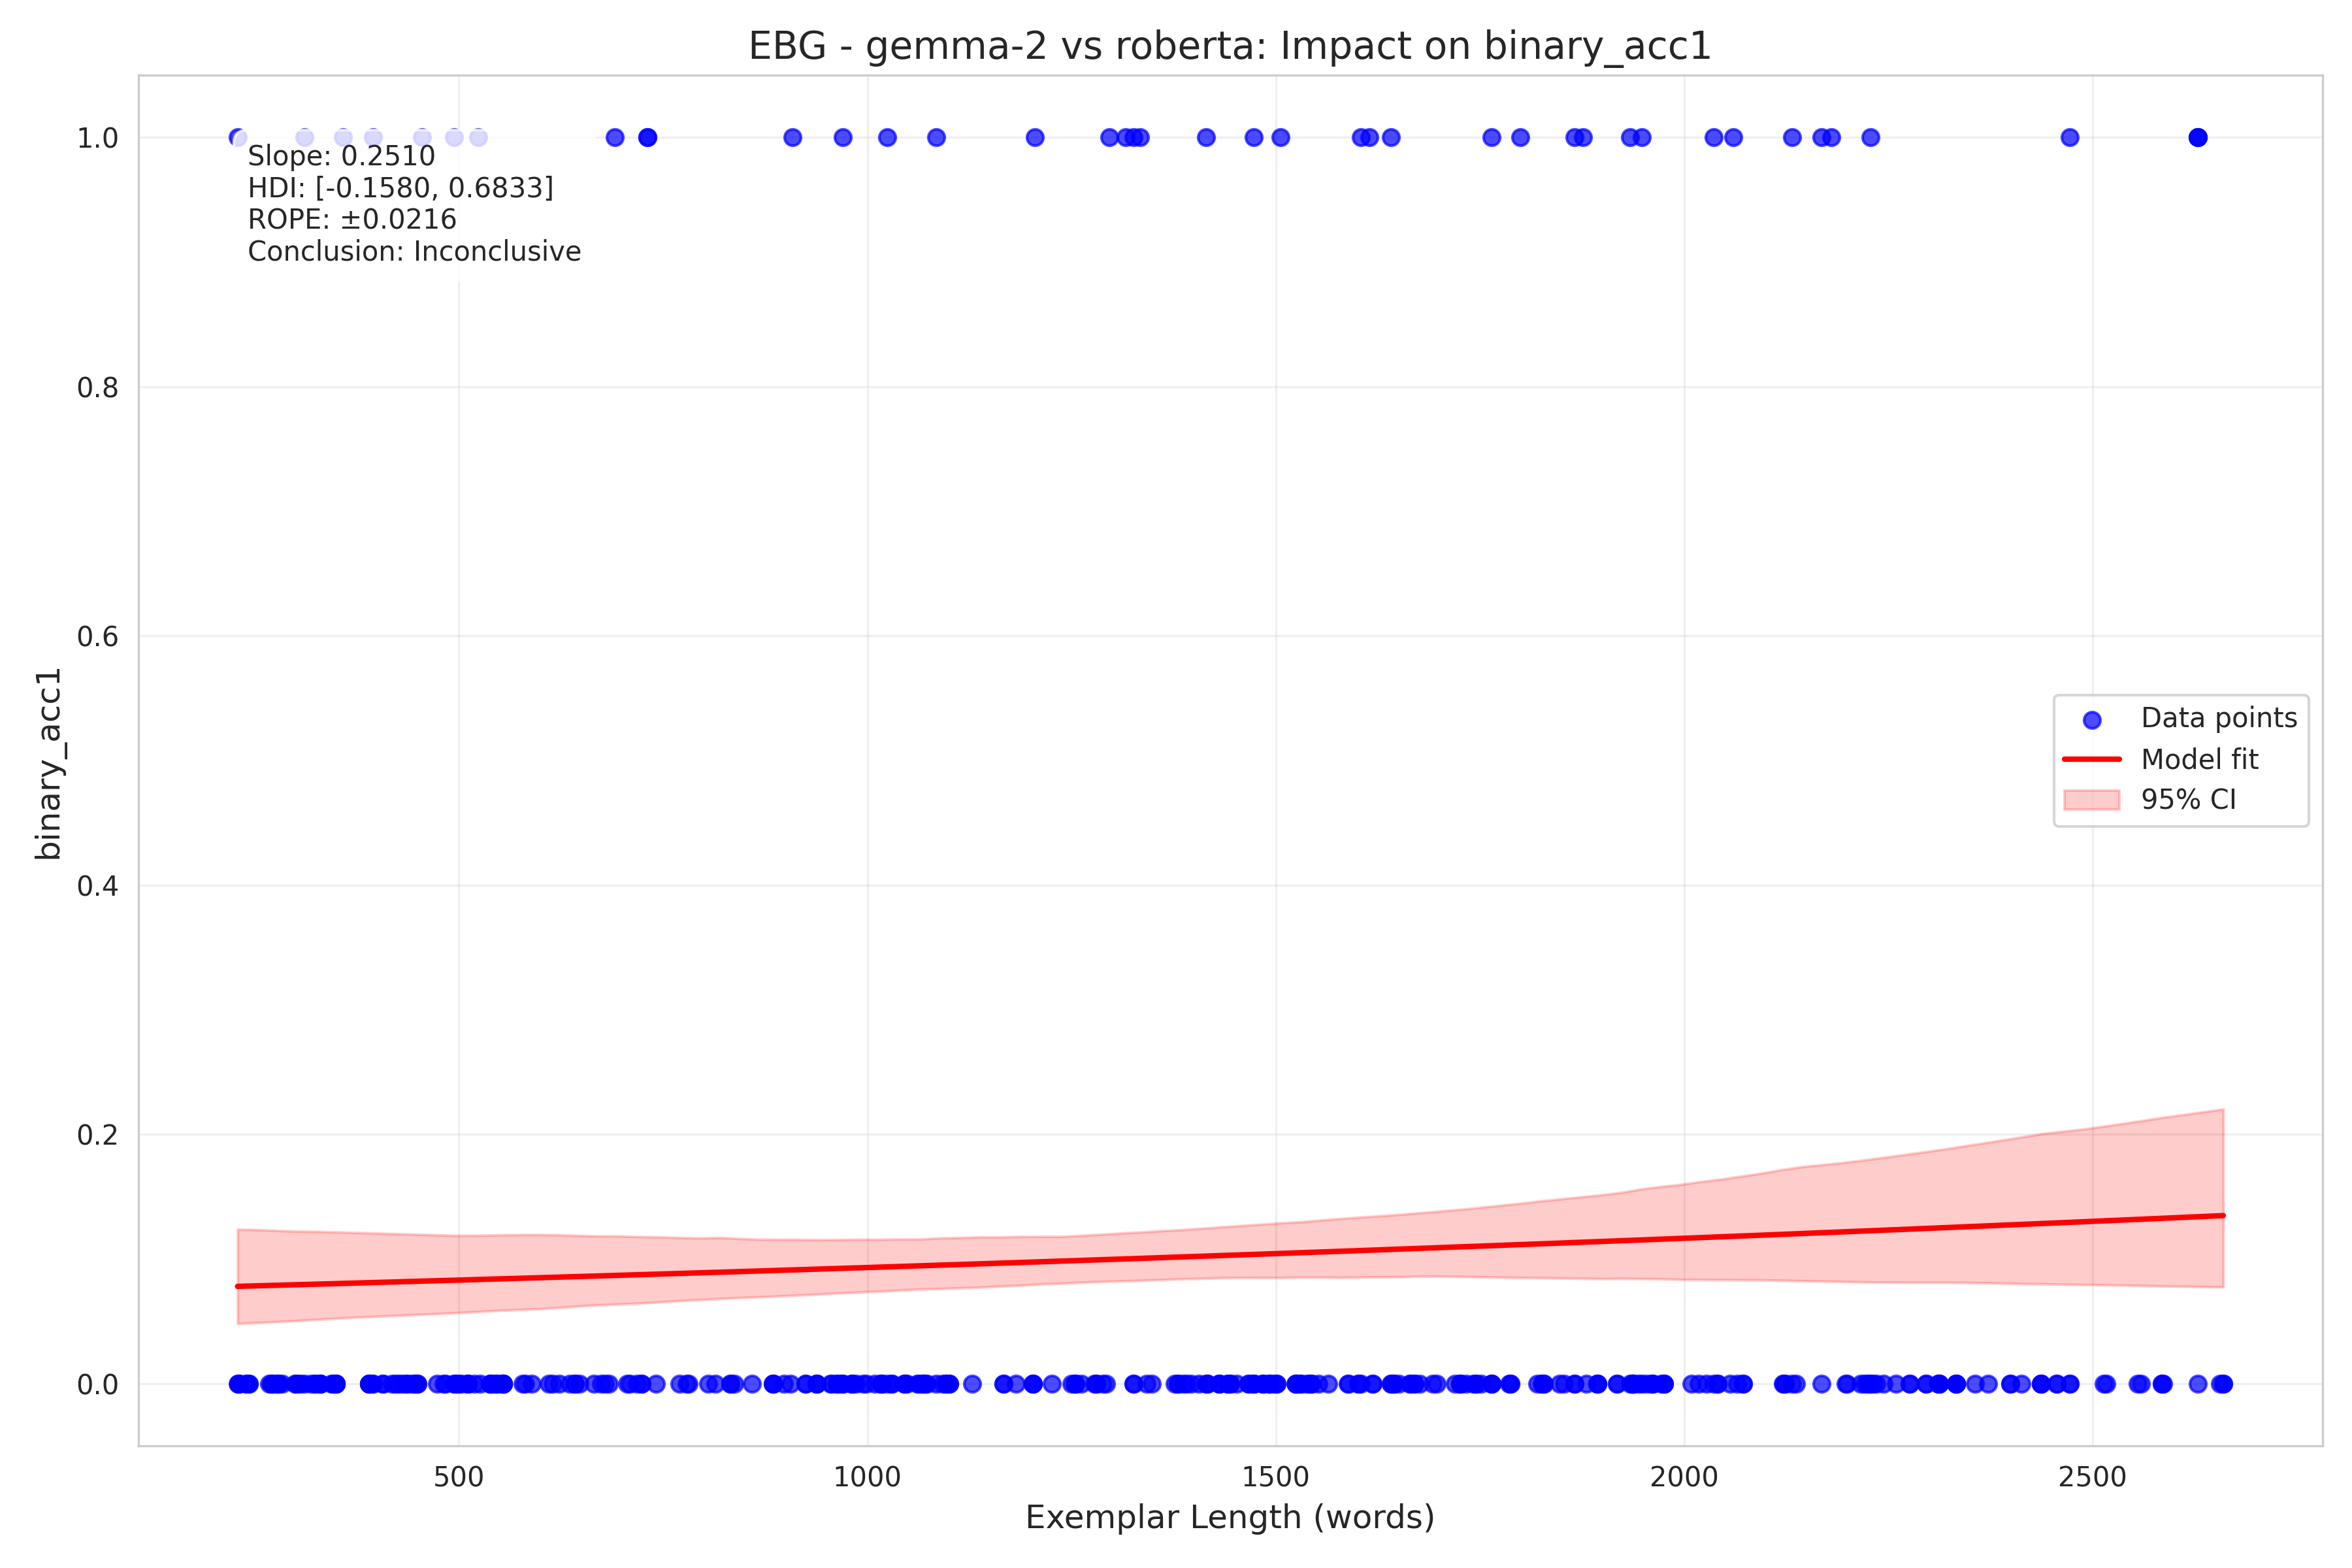 EBG - gemma-2 vs roberta: Impact on binary_acc1
1.0
Slope: 0.2510
HDI: [-0.1580, 0.6833]
ROPE: ±0.0216
Conclusion: Inconclusive
0.8
0.6
0.4
0.2
0.0
binary_acc1
Data points
Model fit
95% CI
500
1000
1500
2000
2500
Exemplar Length (words)